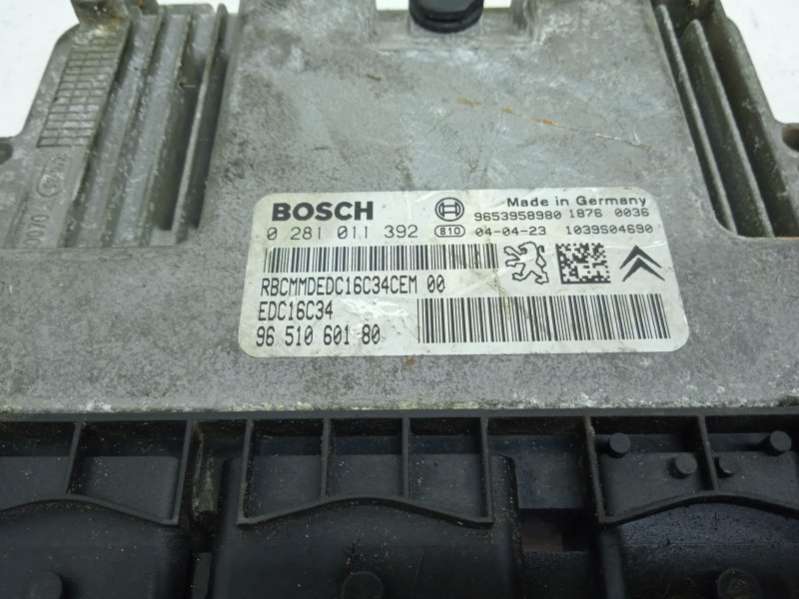 BOSCH
Made in Germany
9653958980 1876 0036
0 281 011 392
810
04-04-23
1039S04690
RBCMMDEDC16C34CEM 00
EDC16C34
96 510 601 80